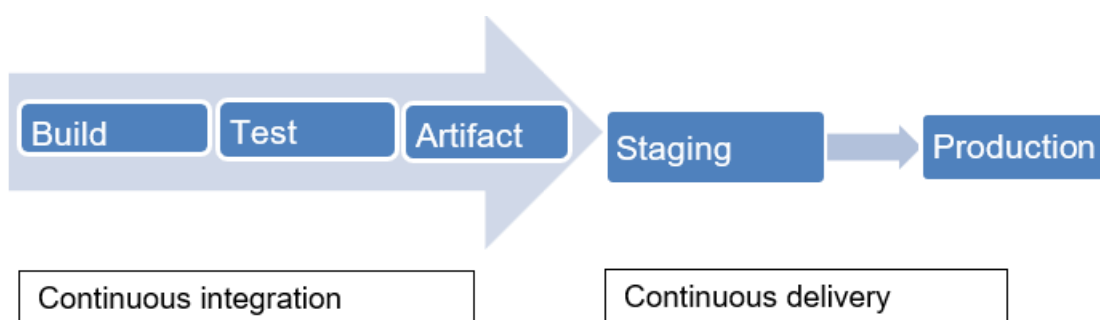 Build
Test
Artifact
Staging
Production
Continuous integration
Continuous delivery